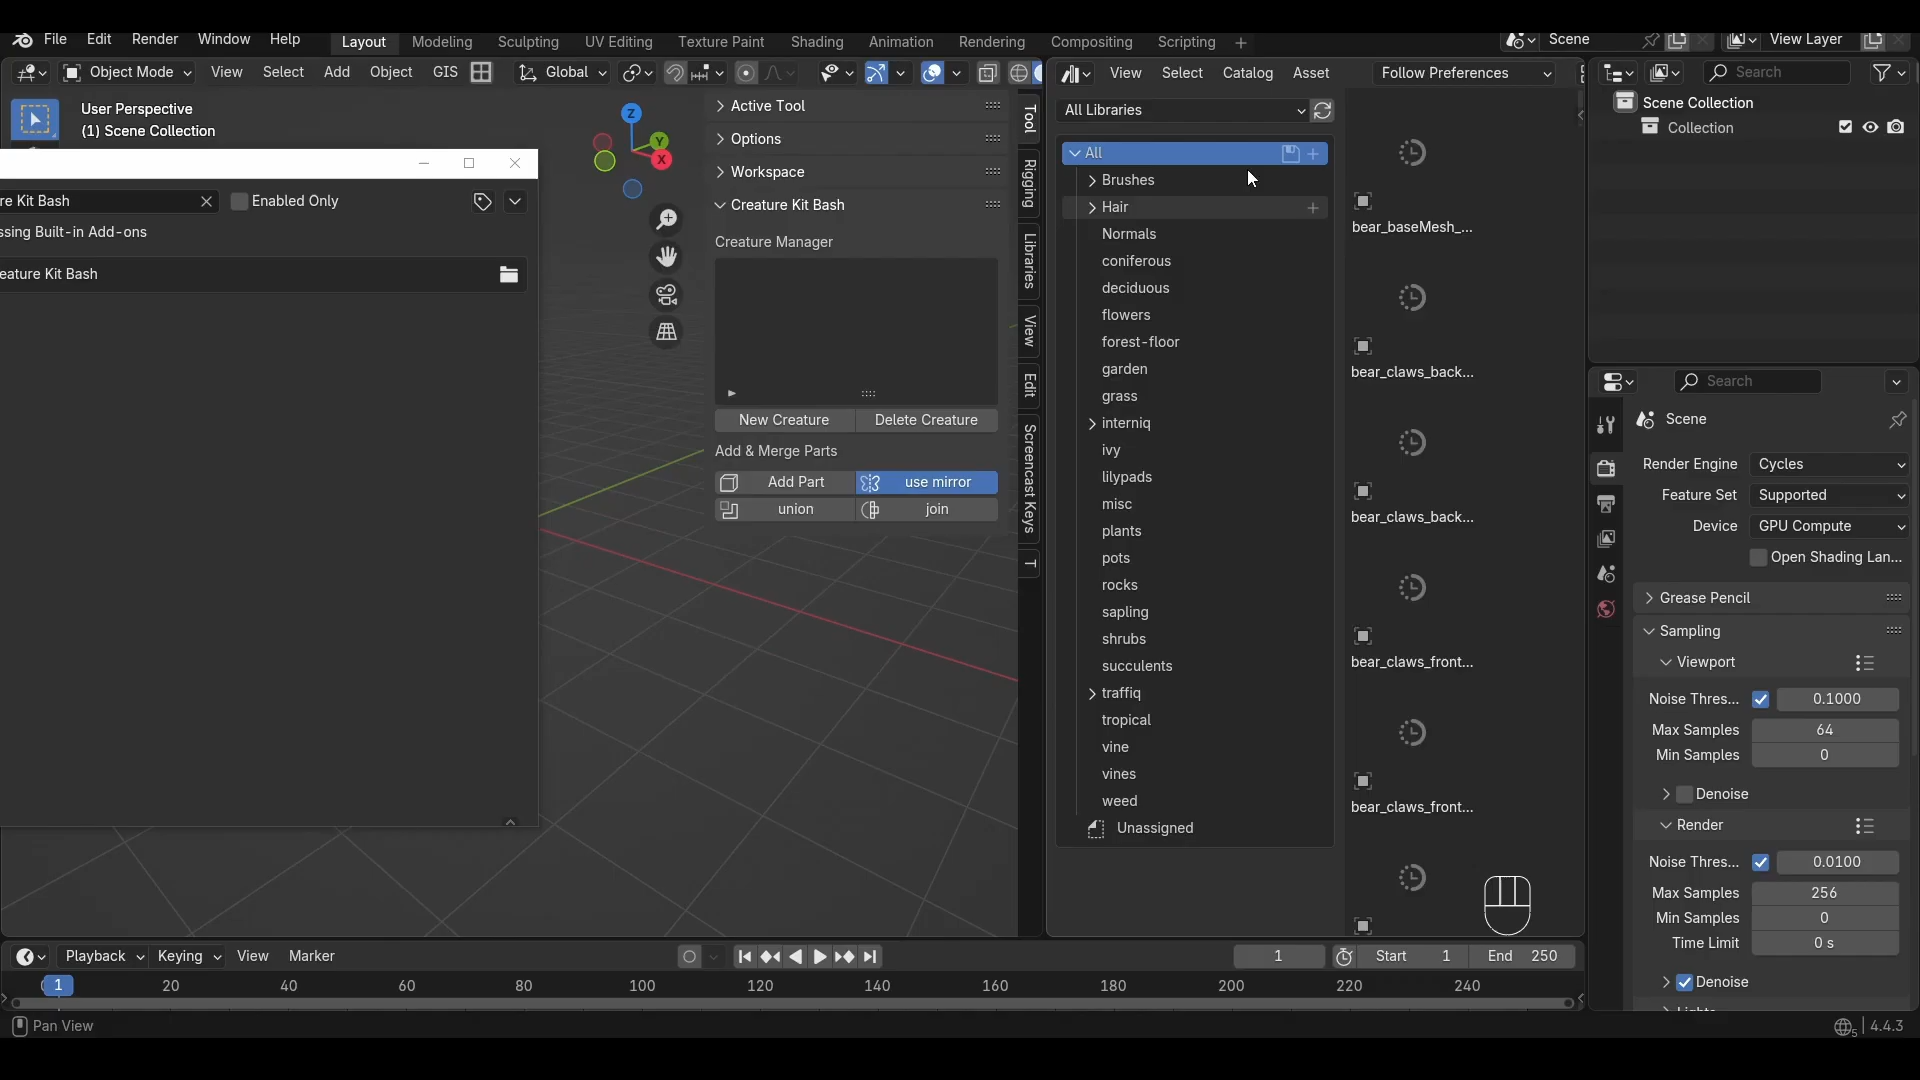 File Edit Render Window Help Layout Modeling Sculpting UV Editing Texture Paint Shading Animation Rendering Compositing Scripting + Scene View Layer
Object Mode View Select Add Object GIS Global
View Select Catalog Asset Follow Preferences
Search
User Perspective
(1) Scene Collection
re Kit Bash
Enabled Only
ssing Built-in Add-ons
eature Kit Bash
Z
Y
X
Active Tool
Options
Workspace
Creature Kit Bash
Creature Manager
New Creature
Delete Creature
Add & Merge Parts
Add Part
use mirror
union
join
Tool
Rigging
Libraries
View
Edit
Screencast Keys
T
All Libraries
All
Brushes
Hair
Normals
coniferous
deciduous
flowers
forest-floor
garden
grass
interniq
ivy
lilypads
misc
plants
pots
rocks
sapling
shrubs
succulents
traffiq
tropical
vine
vines
weed
Unassigned
bear_baseMesh_...
bear_claws_back...
bear_claws_back...
bear_claws_front...
bear_claws_front...
Scene Collection
Collection
Search
Scene
Render Engine Cycles
Feature Set Supported
Device GPU Compute
Open Shading Lan...
Grease Pencil
Sampling
Viewport
Noise Thres... 0.1000
Max Samples 64
Min Samples 0
Denoise
Render
Noise Thres... 0.0100
Max Samples 256
Min Samples 0
Time Limit 0 s
Denoise
Playback Keying View Marker
1 Start 1 End 250
1 20 40 60 80 100 120 140 160 180 200 220 240
Pan View
5 4.4.3